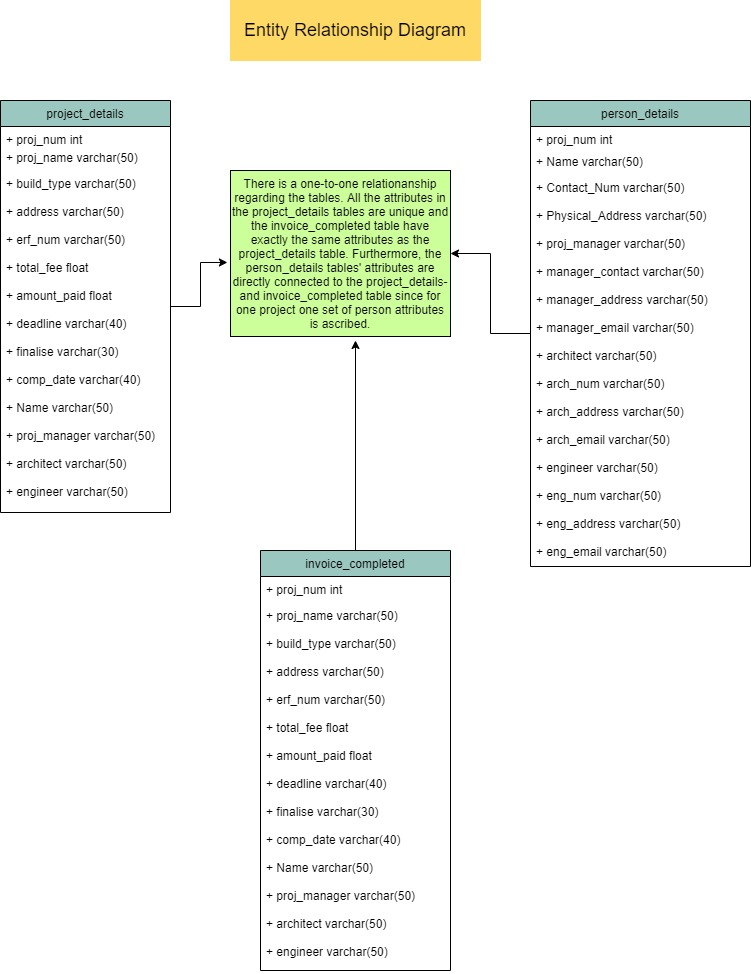 Entity Relationship Diagram
project_details
+ proj_num int
+ proj_name varchar(50)
+ build_type varchar(50)
+ address varchar(50)
+ erf_num varchar(50)
+ total_fee float
+ amount_paid float
+ deadline varchar(40)
+ finalise varchar(30)
+ comp_date varchar(40)
+ Name varchar(50)
+ proj_manager varchar(50)
+ architect varchar(50)
+ engineer varchar(50)
There is a one-to-one relationanship
regarding the tables. All the attributes in
the project_details tables are unique and
the invoice_completed table have
exactly the same attributes as the
project_details table. Furthermore, the
person_details tables' attributes are
directly connected to the project_details-
and invoice_completed table since for
one project one set of person attributes
is ascribed.
person_details
+ proj_num int
+ Name varchar(50)
+ Contact_Num varchar(50)
+ Physical_Address varchar(50)
+ proj_manager varchar(50)
+ manager_contact varchar(50)
+ manager_address varchar(50)
+ manager_email varchar(50)
+ architect varchar(50)
+ arch_num varchar(50)
+ arch_address varchar(50)
+ arch_email varchar(50)
+ engineer varchar(50)
+ eng_num varchar(50)
+ eng_address varchar(50)
+ eng_email varchar(50)
invoice_completed
+ proj_num int
+ proj_name varchar(50)
+ build_type varchar(50)
+ address varchar(50)
+ erf_num varchar(50)
+ total_fee float
+ amount_paid float
+ deadline varchar(40)
+ finalise varchar(30)
+ comp_date varchar(40)
+ Name varchar(50)
+ proj_manager varchar(50)
+ architect varchar(50)
+ engineer varchar(50)